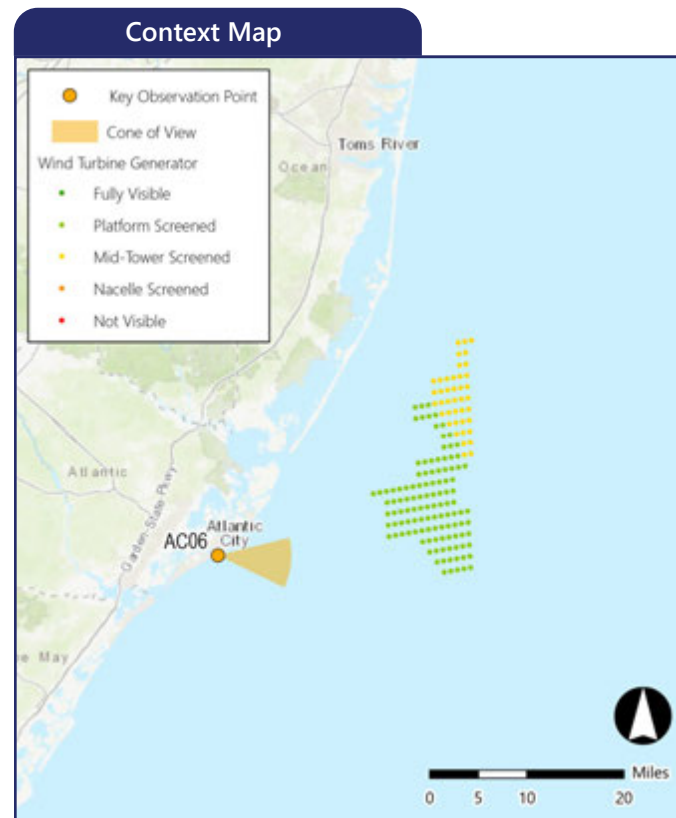 Context Map
Key Observation Point
Cone of View
Wind Turbine Generator
Fully Visible
Platform Screened
Mid-Tower Screened
Nacelle Screened
Not Visible
Toms River
Ocean
Atlantic
Garden State Pkwy
AC06
Atlantic
City
e May
Miles
0 5 10 20